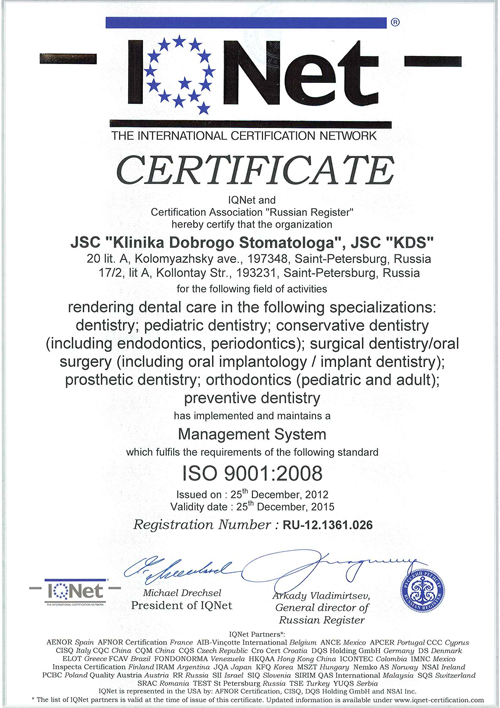 IQNet ®
THE INTERNATIONAL CERTIFICATION NETWORK
CERTIFICATE
IQNet and
Certification Association "Russian Register"
hereby certify that the organization
JSC "Klinika Dobrogo Stomatologa", JSC "KDS"
20 lit. A, Kolomyazhsky ave., 197348, Saint-Petersburg, Russia
17/2, lit A, Kollontay Str., 193231, Saint-Petersburg, Russia
for the following field of activities
rendering dental care in the following specializations:
dentistry; pediatric dentistry; conservative dentistry
(including endodontics, periodontics); surgical dentistry/oral
surgery (including oral implantology / implant dentistry);
prosthetic dentistry; orthodontics (pediatric and adult);
preventive dentistry
has implemented and maintains a
Management System
which fulfils the requirements of the following standard
ISO 9001:2008
Issued on : 25th December, 2012
Validity date : 25th December, 2015
Registration Number : RU-12.1361.026
IQNet
Michael Drechsel
President of IQNet
Arkady Vladimirtsev,
General director of
Russian Register
IQNet Partners*:
AENOR Spain AFNOR Certification France AIB-Vinçotte International Belgium ANCE Mexico APCER Portugal CCC Cyprus
CISQ Italy CQC China CQM China CQS Czech Republic Cro Cert Croatia DQS Holding GmbH Germany DS Denmark
ELOT Greece FCAV Brazil FONDONORMA Venezuela HKQAA Hong Kong China ICONTEC Colombia IMNC Mexico
Inspecta Certification Finland IRAM Argentina JQA Japan KFQ Korea MSZT Hungary Nemko AS Norway NSAI Ireland
PCBC Poland Quality Austria Austria RR Russia SII Israel SIQ Slovenia SIRIM QAS International Malaysia SQS Switzerland
SRAC Romania TEST St Petersburg Russia TSE Turkey YUQS Serbia
IQNet is represented in the USA by: AFNOR Certification, CISQ, DQS Holding GmbH and NSAI Inc.
* The list of IQNet partners is valid at the time of issue of this certificate. Updated information is available under www.iqnet-certification.com